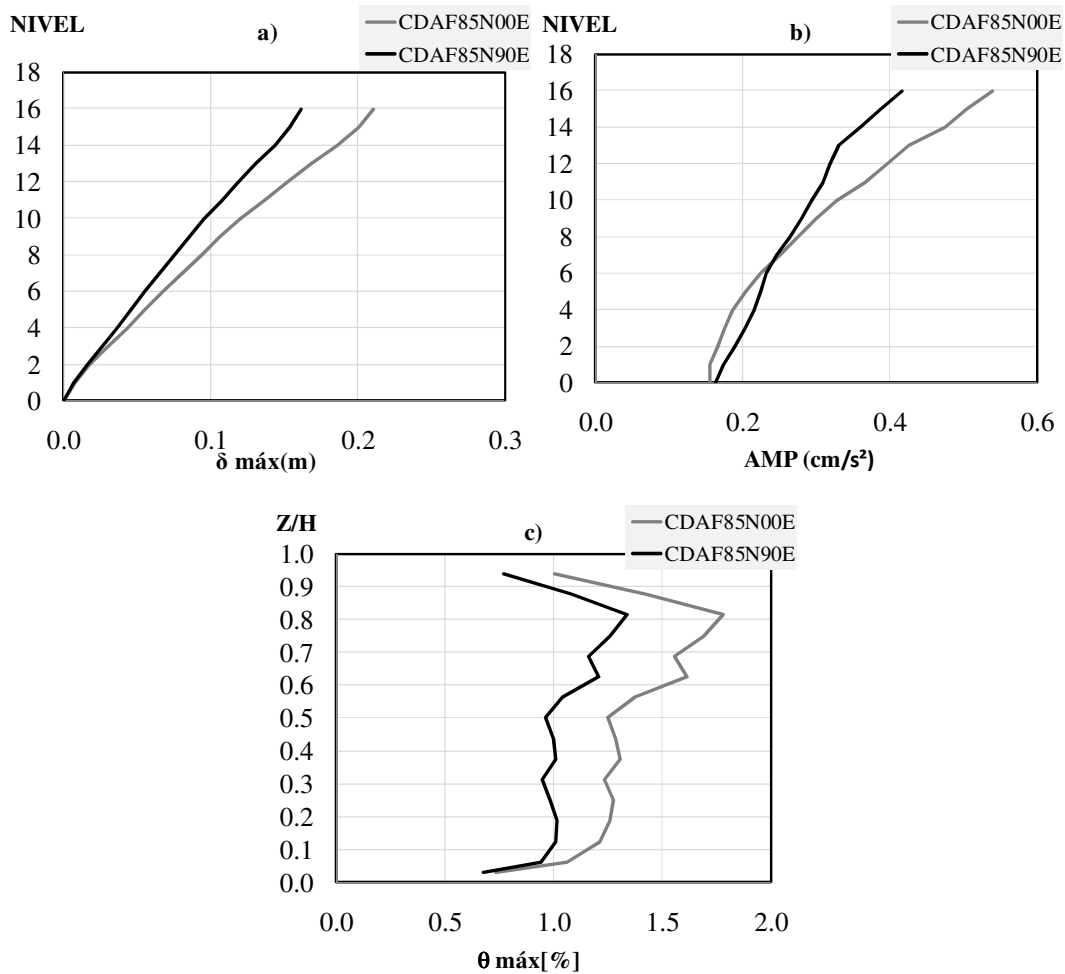 NIVEL
a)
CDAF85N00E
CDAF85N90E
18
16
14
12
10
8
6
4
2
0
0.0
0.1
0.2
0.3
δ máx(m)
NIVEL
b)
CDAF85N00E
CDAF85N90E
18
16
14
12
10
8
6
4
2
0
0.0
0.2
0.4
0.6
AMP (cm/s²)
Z/H
c)
CDAF85N00E
CDAF85N90E
1.0
0.9
0.8
0.7
0.6
0.5
0.4
0.3
0.2
0.1
0.0
0.0
0.5
1.0
1.5
2.0
θ máx[%]